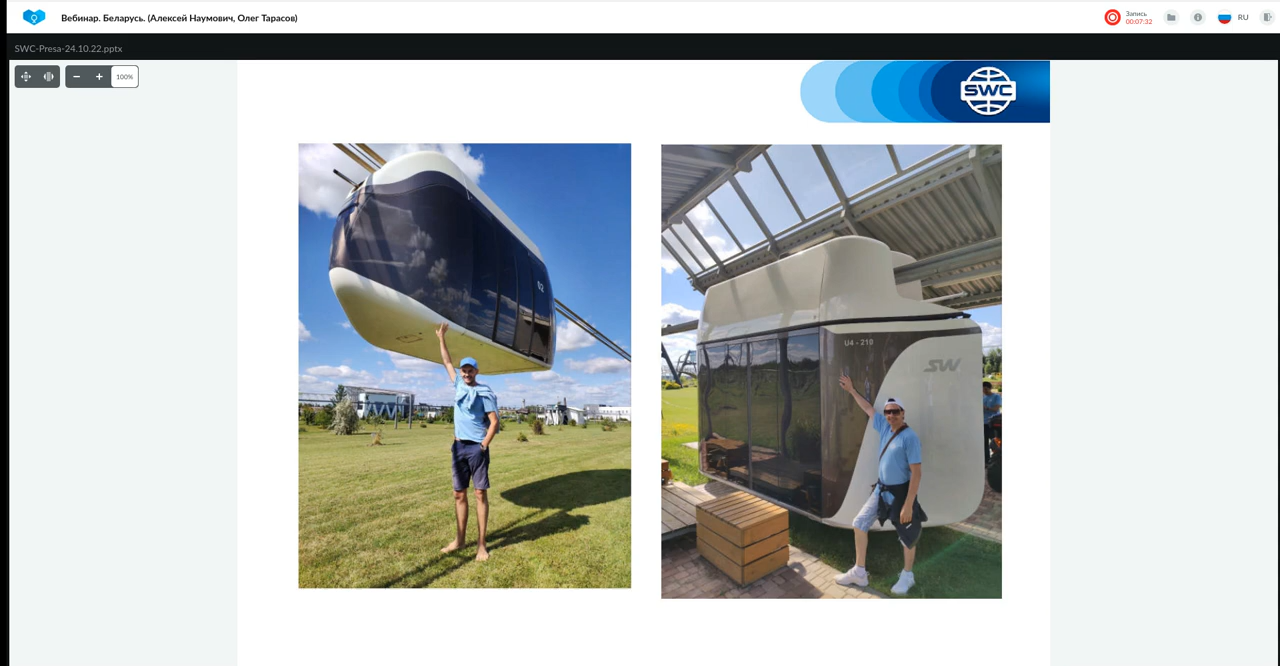 Вебинар. Беларусь. (Алексей Наумович, Олег Тарасов)
Запись
00:07:32
RU
SWC-Presa-24.10.22.pptx
100%
SWC
62
U4 - 210
SW